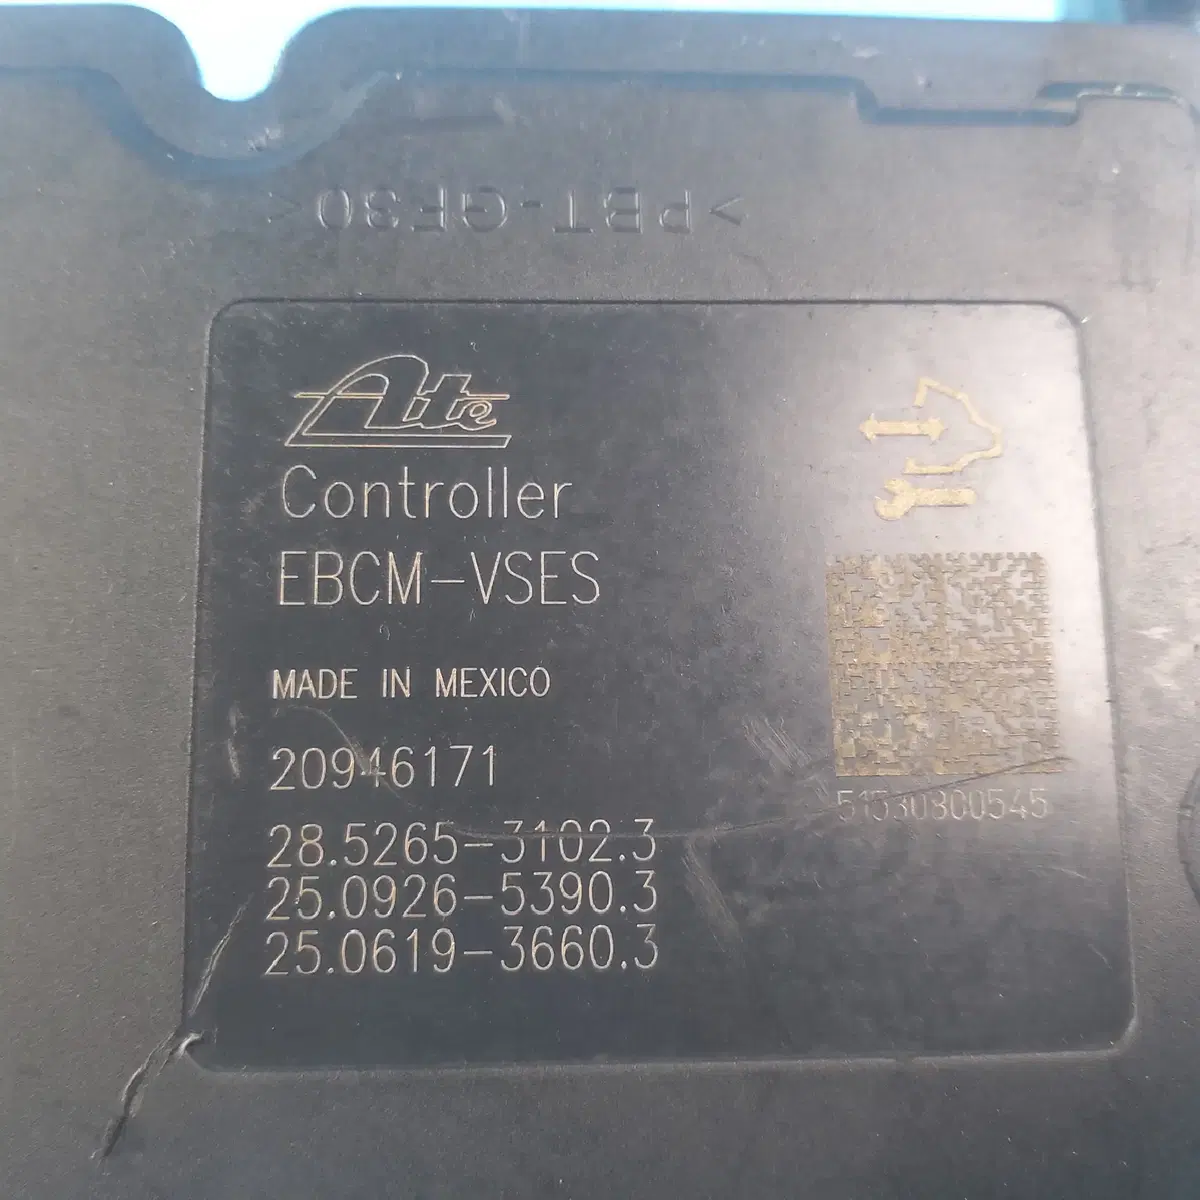 >PBT-GF30<
Ate
Controller
EBCM-VSES
MADE IN MEXICO
20946171
28.5265-3102.3
25.0926-5390.3
25.0619-3660.3
51530800545